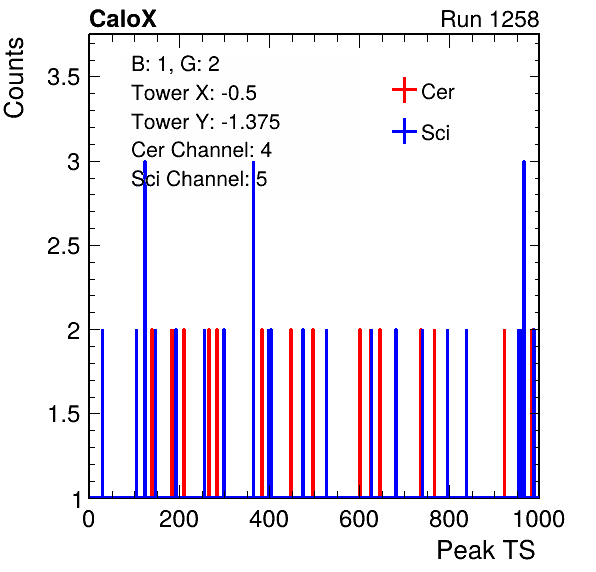 CaloX Run 1258
Counts
B: 1, G: 2
Tower X: -0.5
Tower Y: -1.375
Cer Channel: 4
Sci Channel: 5
Cer
Sci
3.5
3
2.5
2
1.5
1
0 200 400 600 800 1000
Peak TS